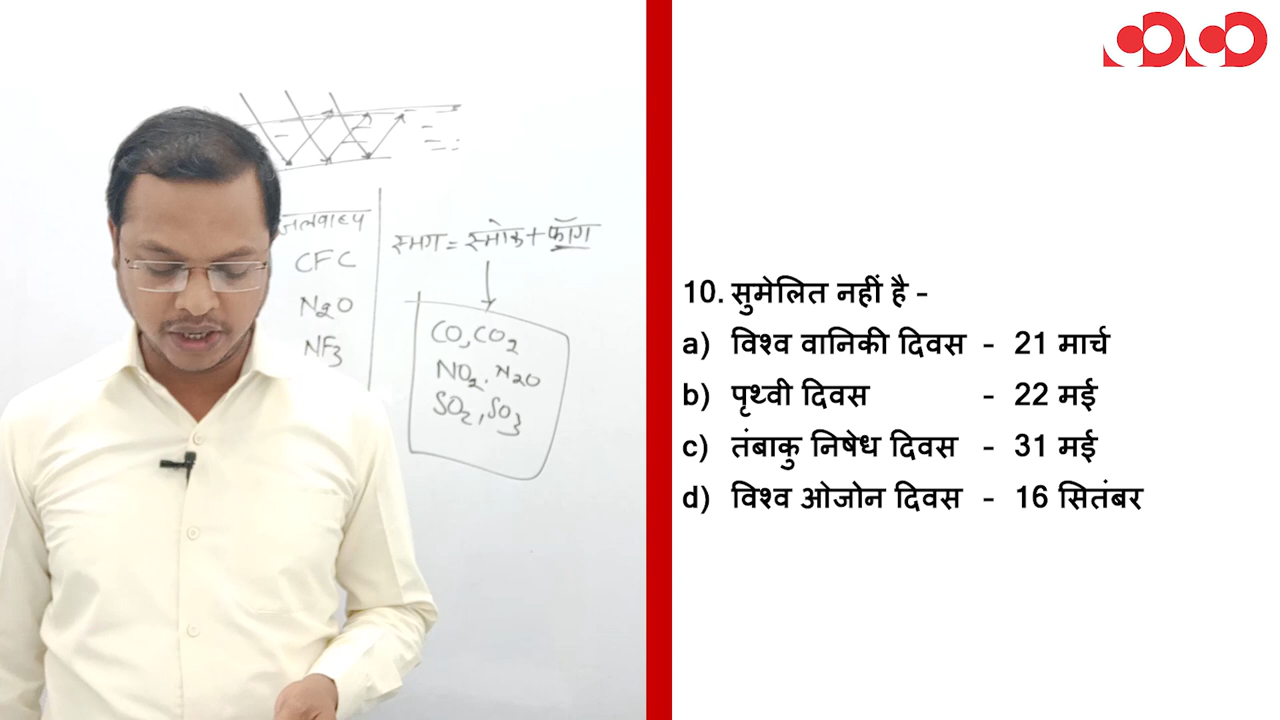 जलवाष्प
CFC
N2O
NF3
स्मग = स्मोक + फॉग
CO, CO2
NO2, N2O
SO2, SO3
10. सुमेलित नहीं है -
a) विश्व वानिकी दिवस - 21 मार्च
b) पृथ्वी दिवस - 22 मई
c) तंबाकु निषेध दिवस - 31 मई
d) विश्व ओजोन दिवस - 16 सितंबर